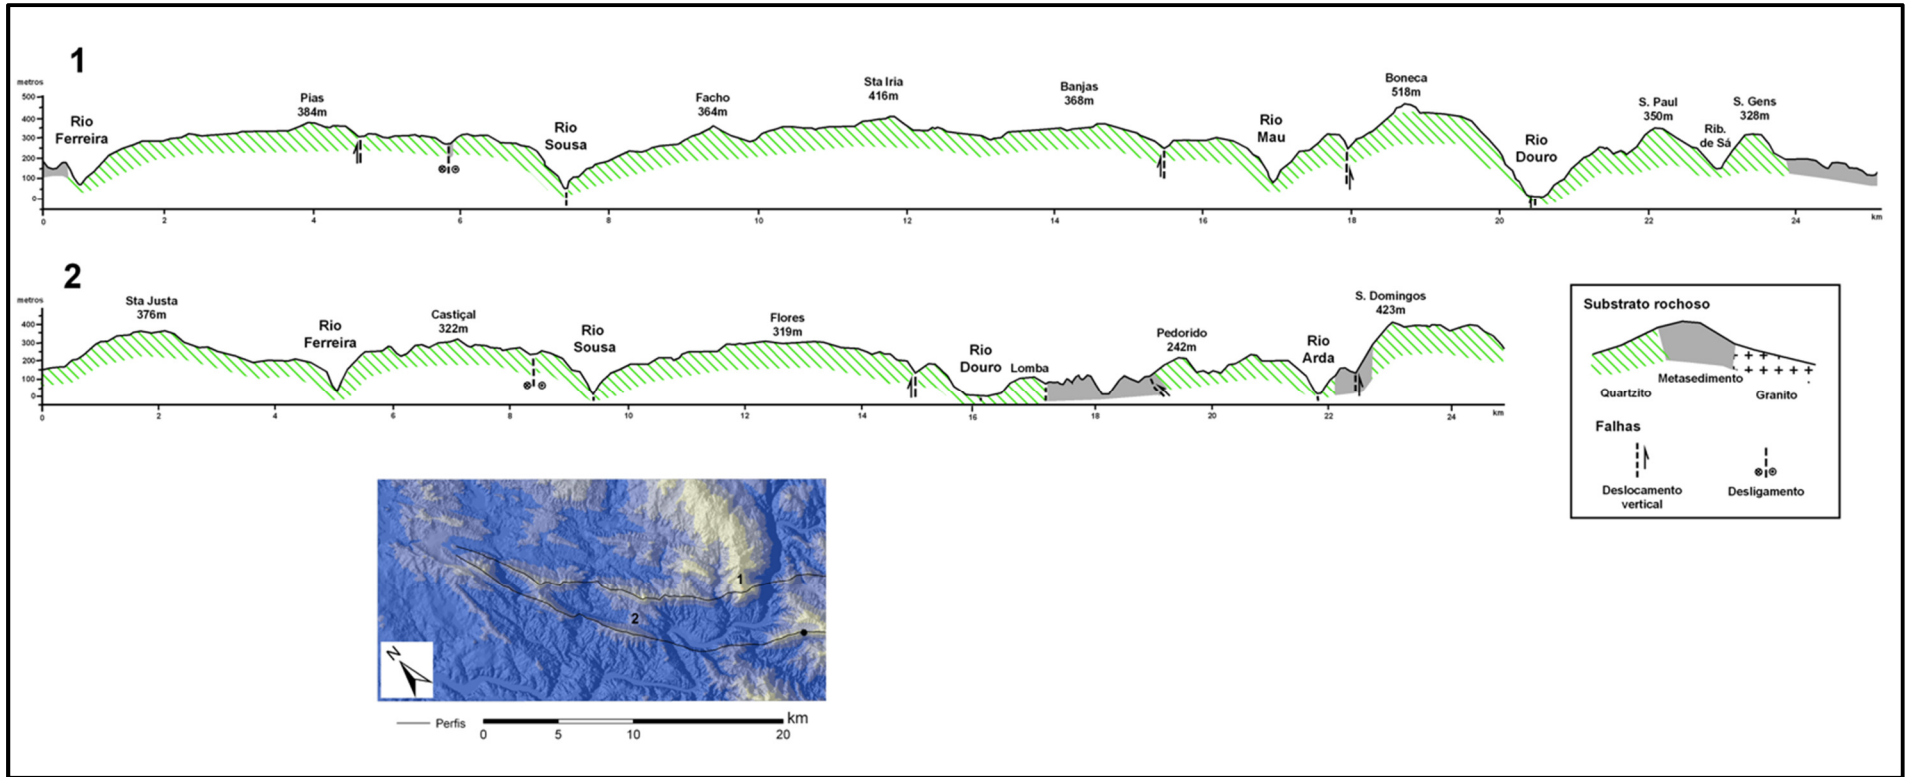 1
metros
500
400
300
200
100
0
Rio
Ferreira
Pias
384m
Rio
Sousa
Facho
364m
Sta Iria
416m
Banjas
368m
Rio
Mau
Boneca
518m
Rio
Douro
S. Paul
350m
Rib.
de Sá
S. Gens
328m
0 2 4 6 8 10 12 14 16 18 20 22 24 km
2
metros
400
300
200
100
0
Sta Justa
376m
Rio
Ferreira
Castiçal
322m
Rio
Sousa
Flores
319m
Rio
Douro
Lomba
Pedorido
242m
Rio
Arda
S. Domingos
423m
0 2 4 6 8 10 12 14 16 18 20 22 24 km
Substrato rochoso
Quartzito
Metasedimento
Granito
Falhas
Deslocamento
vertical
Desligamento
1
2
N
Perfis
0 5 10 20 km